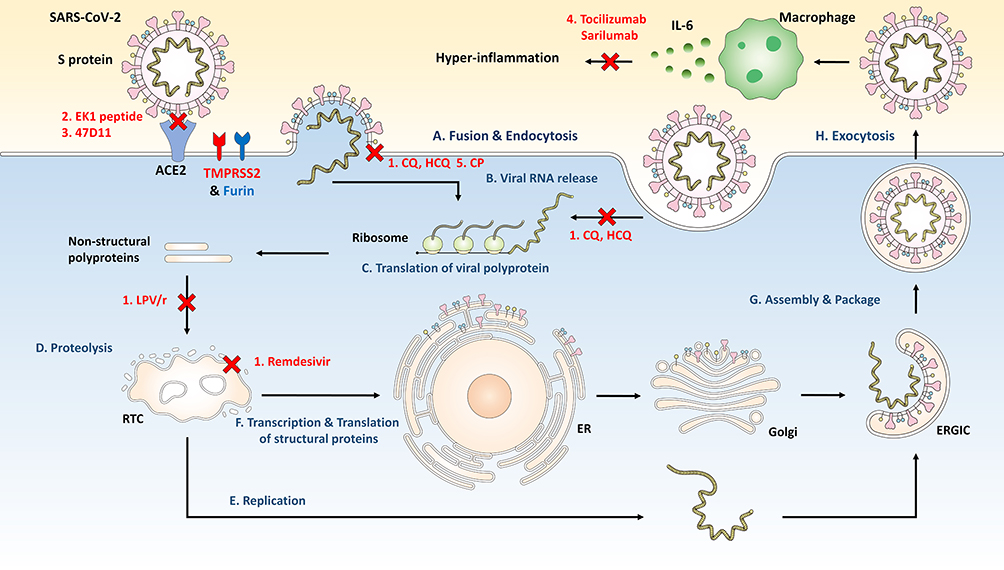 SARS-CoV-2
S protein
2. EK1 peptide
3. 47D11
ACE2
TMPRSS2
& Furin
4. Tocilizumab
Sarilumab
IL-6
Macrophage
Hyper-inflammation
A. Fusion & Endocytosis
H. Exocytosis
1. CQ, HCQ 5. CP
B. Viral RNA release
1. CQ, HCQ
Ribosome
Non-structural
polyproteins
C. Translation of viral polyprotein
1. LPV/r
G. Assembly & Package
D. Proteolysis
1. Remdesivir
RTC
F. Transcription & Translation
of structural proteins
ER
Golgi
ERGIC
E. Replication